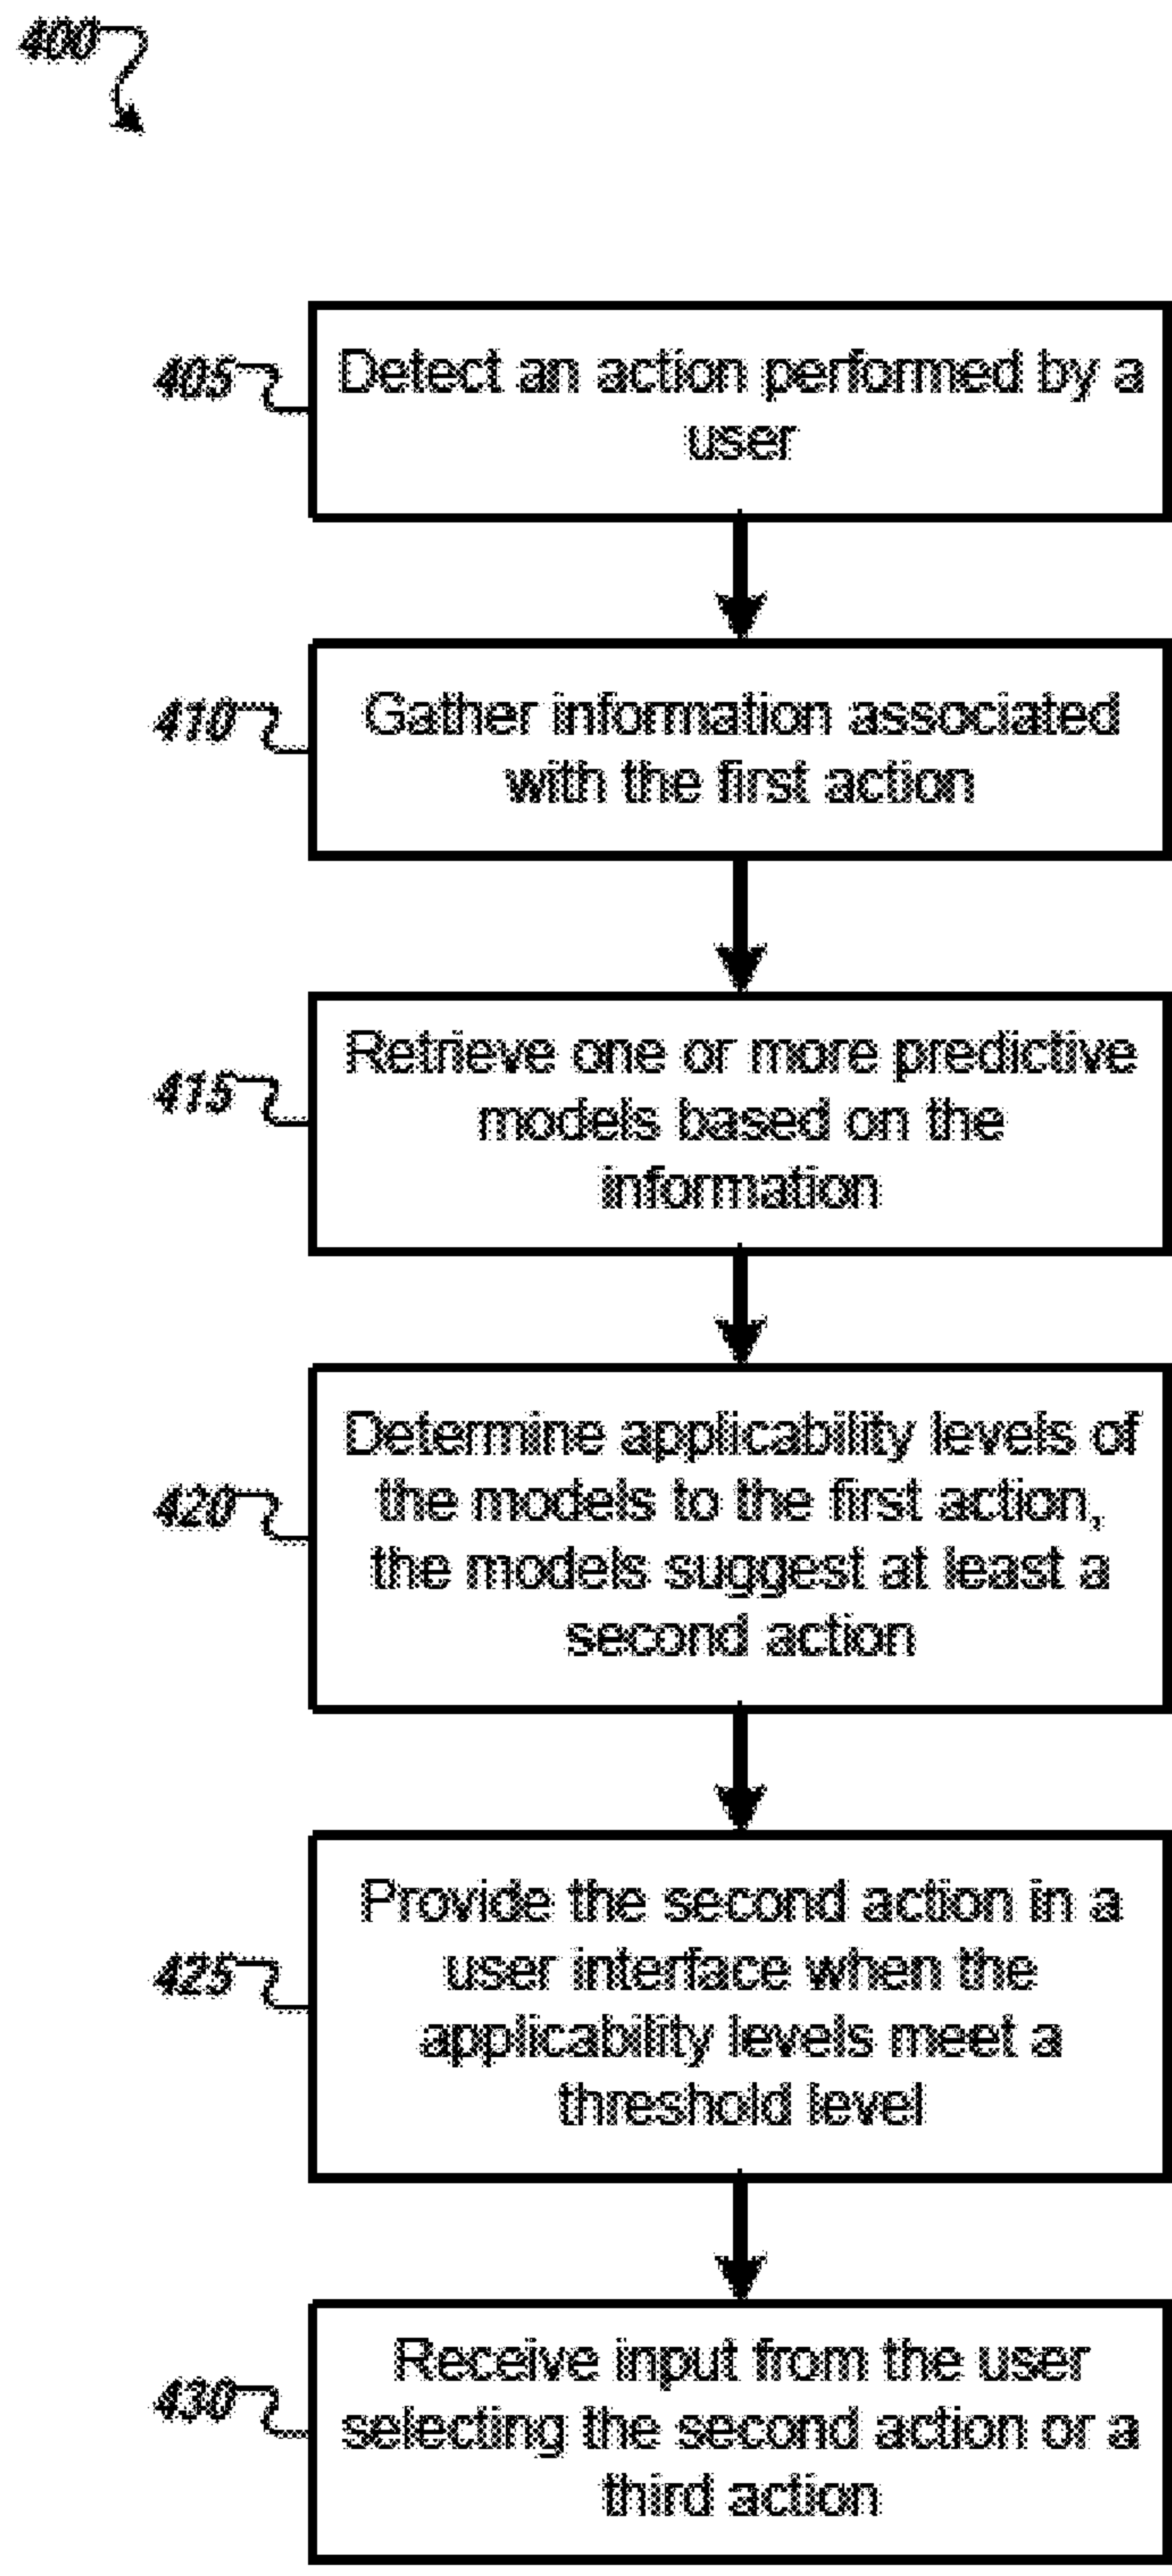 400
405
Detect an action performed by a
user
410
Gather information associated
with the first action
415
Retrieve one or more predictive
models based on the
information
420
Determine applicability levels of
the models to the first action,
the models suggest at least a
second action
425
Provide the second action in a
user interface when the
applicability levels meet a
threshold level
430
Receive input from the user
selecting the second action or a
third action